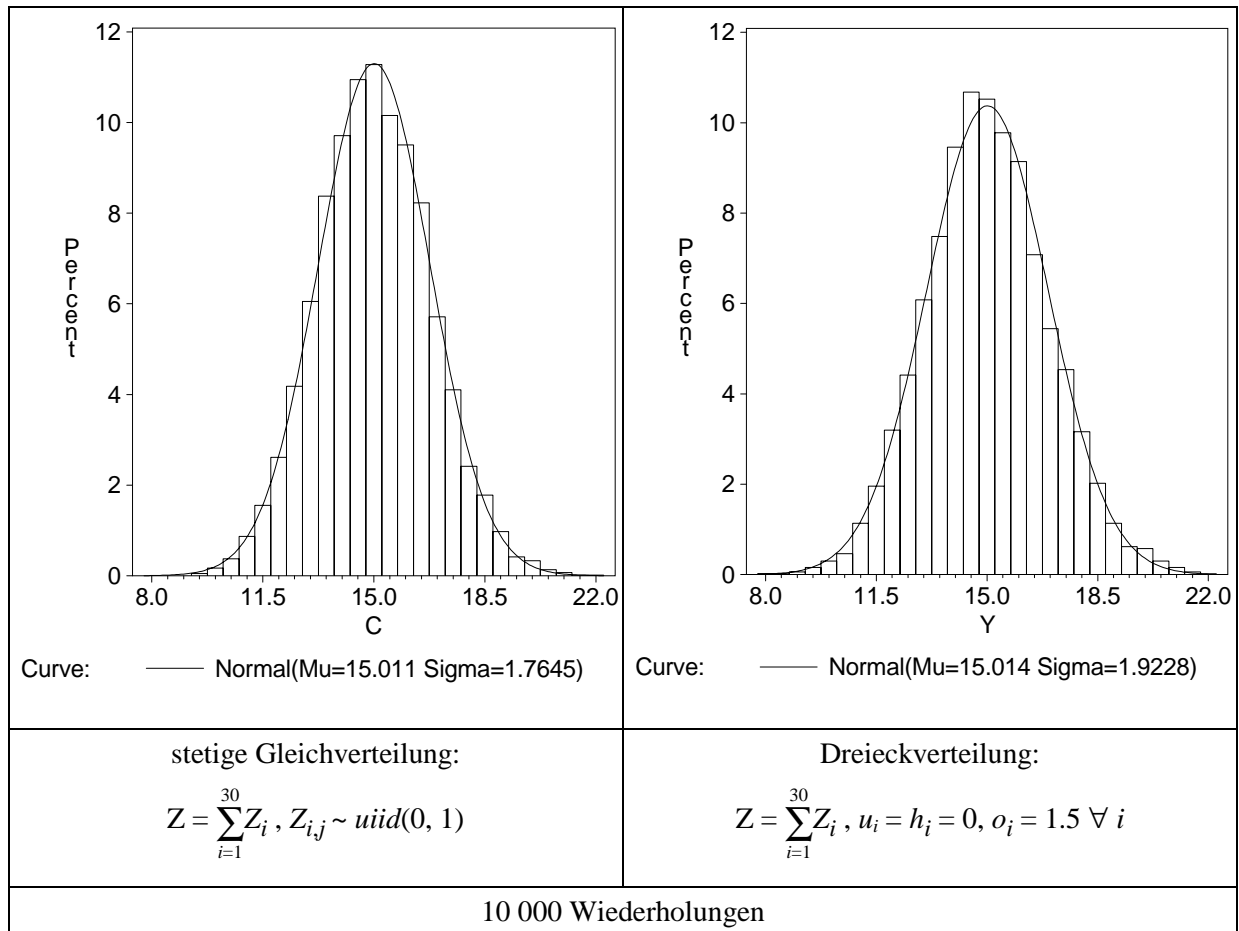 12
10
8
6
4
2
0
Percent
8.0 11.5 15.0 18.5 22.0
C
Curve: Normal(Mu=15.011 Sigma=1.7645)
12
10
8
6
4
2
0
Percent
8.0 11.5 15.0 18.5 22.0
Y
Curve: Normal(Mu=15.014 Sigma=1.9228)
stetige Gleichverteilung:
Z = ∑_{i=1}^{30} Z_i , Z_{i,j} ~ uiid(0, 1)
Dreieckverteilung:
Z = ∑_{i=1}^{30} Z_i , u_i = h_i = 0, o_i = 1.5 ∀ i
10 000 Wiederholungen